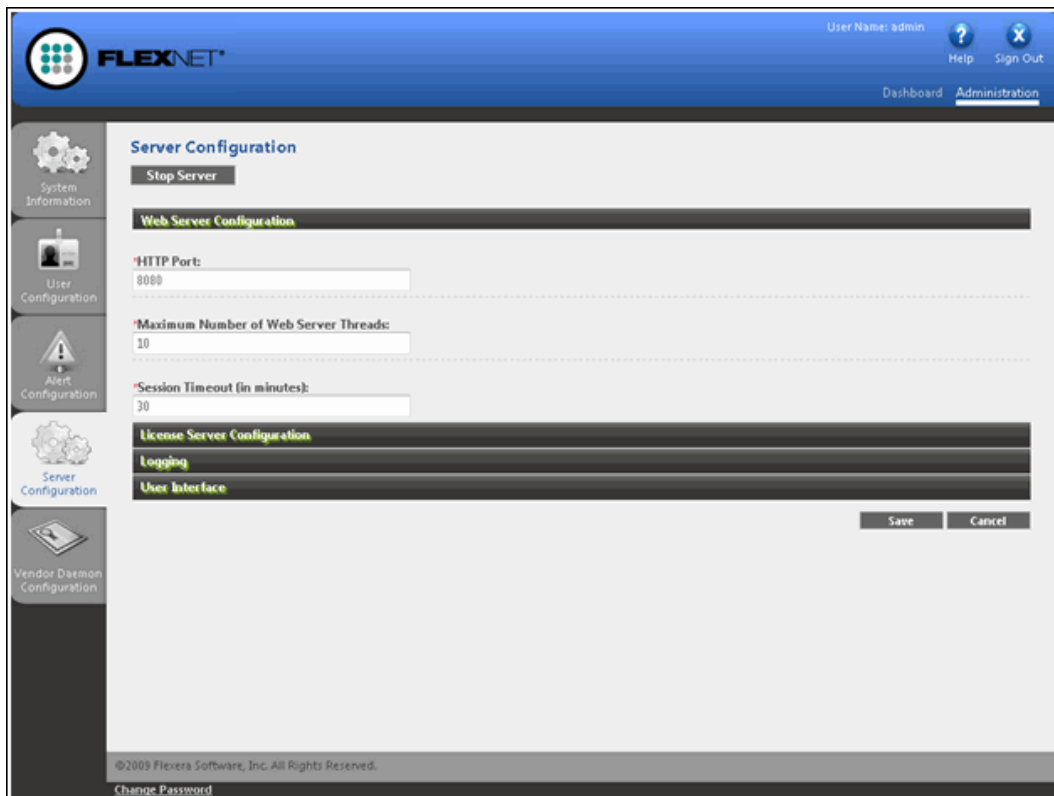 User Name: admin
FLEXNET
? X
Help Sign Out
Dashboard Administration
System
Information
User
Configuration
Alert
Configuration
Server
Configuration
Vendor Daemon
Configuration
Server Configuration
Stop Server
Web Server Configuration
*HTTP Port:
8080
*Maximum Number of Web Server Threads:
10
*Session Timeout (in minutes):
30
License Server Configuration
Logging
User Interface
Save Cancel
©2009 Flexera Software, Inc. All Rights Reserved.
Change Password